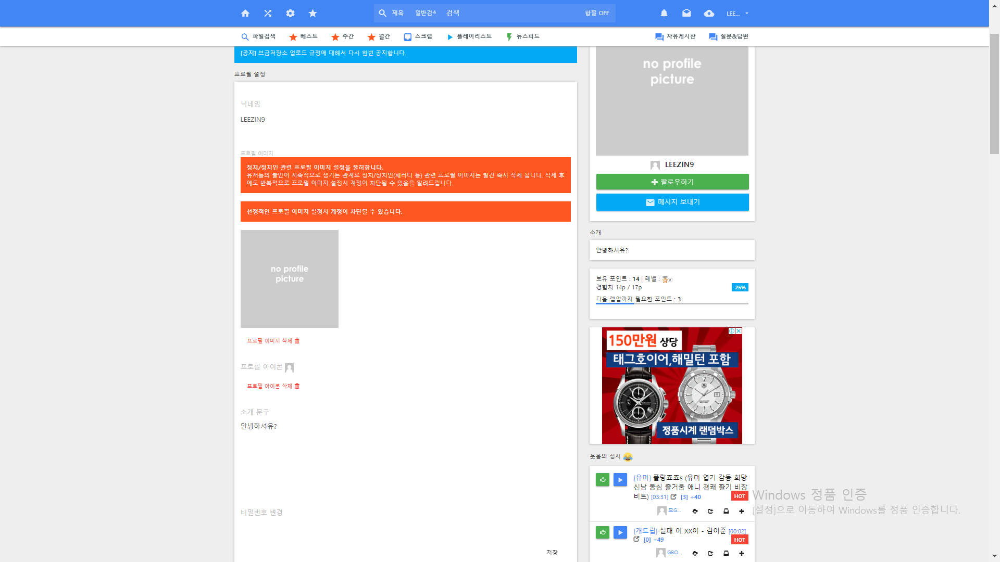 제목 일반검색 검색 합필 OFF LEE...
파일검색 베스트 주간 월간 스크랩 플레이리스트 뉴스피드 자유게시판 질문&답변
[공지] 브금저장소 업로드 규정에 대해서 다시 한번 공지합니다.
프로필 설정
닉네임
LEEZIN9
프로필 이미지
정치/정치인 관련 프로필 이미지 설정을 불허합니다.
유저들의 불만이 지속적으로 생기는 관계로 정치/정치인(패러디 등) 관련 프로필 이미지는 발견 즉시 삭제 됩니다. 삭제 후
에도 반복적으로 프로필 이미지 설정시 계정이 차단될 수 있음을 알려드립니다.
선정적인 프로필 이미지 설정시 계정이 차단될 수 있습니다.
no profile
picture
프로필 이미지 삭제
프로필 아이콘
프로필 아이콘 삭제
소개 문구
안녕하셔유?
비밀번호 변경
저장
no profile
picture
LEEZIN9
팔로우하기
메시지 보내기
소개
안녕하셔유?
보유 포인트 : 14 | 레벨 :
경험치 14p / 17p 25%
다음 렙업까지 필요한 포인트 : 3
150만원 상당
태그호이어,해밀턴 포함
정품시계 랜덤박스
웃음의 성지
[유머] 플랑죠죠s (유머 엽기 감동 희망
신남 동심 즐거움 애니 경쾌 활기 비장
비트) [03:31] [3] +40 HOT
브G...
[개드립] 실패 이 XX야 - 김어준 [00:02]
[0] +49 HOT
GBO...
Windows 정품 인증
[설정]으로 이동하여 Windows를 정품 인증합니다.